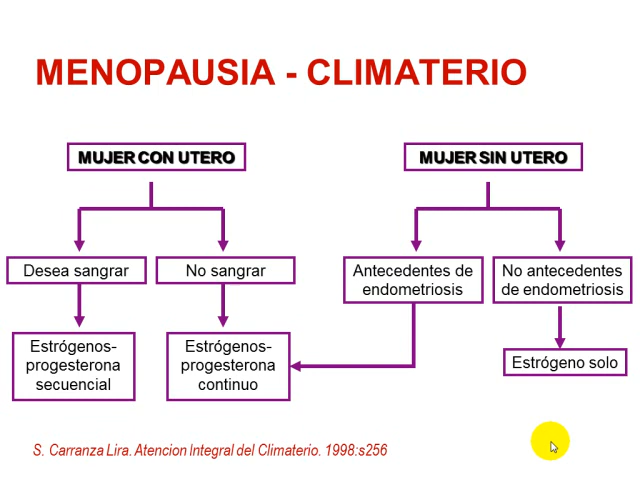 MENOPAUSIA - CLIMATERIO
MUJER CON UTERO
MUJER SIN UTERO
Desea sangrar
No sangrar
Antecedentes de
endometriosis
No antecedentes
de endometriosis
Estrógenos-
progesterona
secuencial
Estrógenos-
progesterona
continuo
Estrógeno solo
S. Carranza Lira. Atencion Integral del Climaterio. 1998:s256